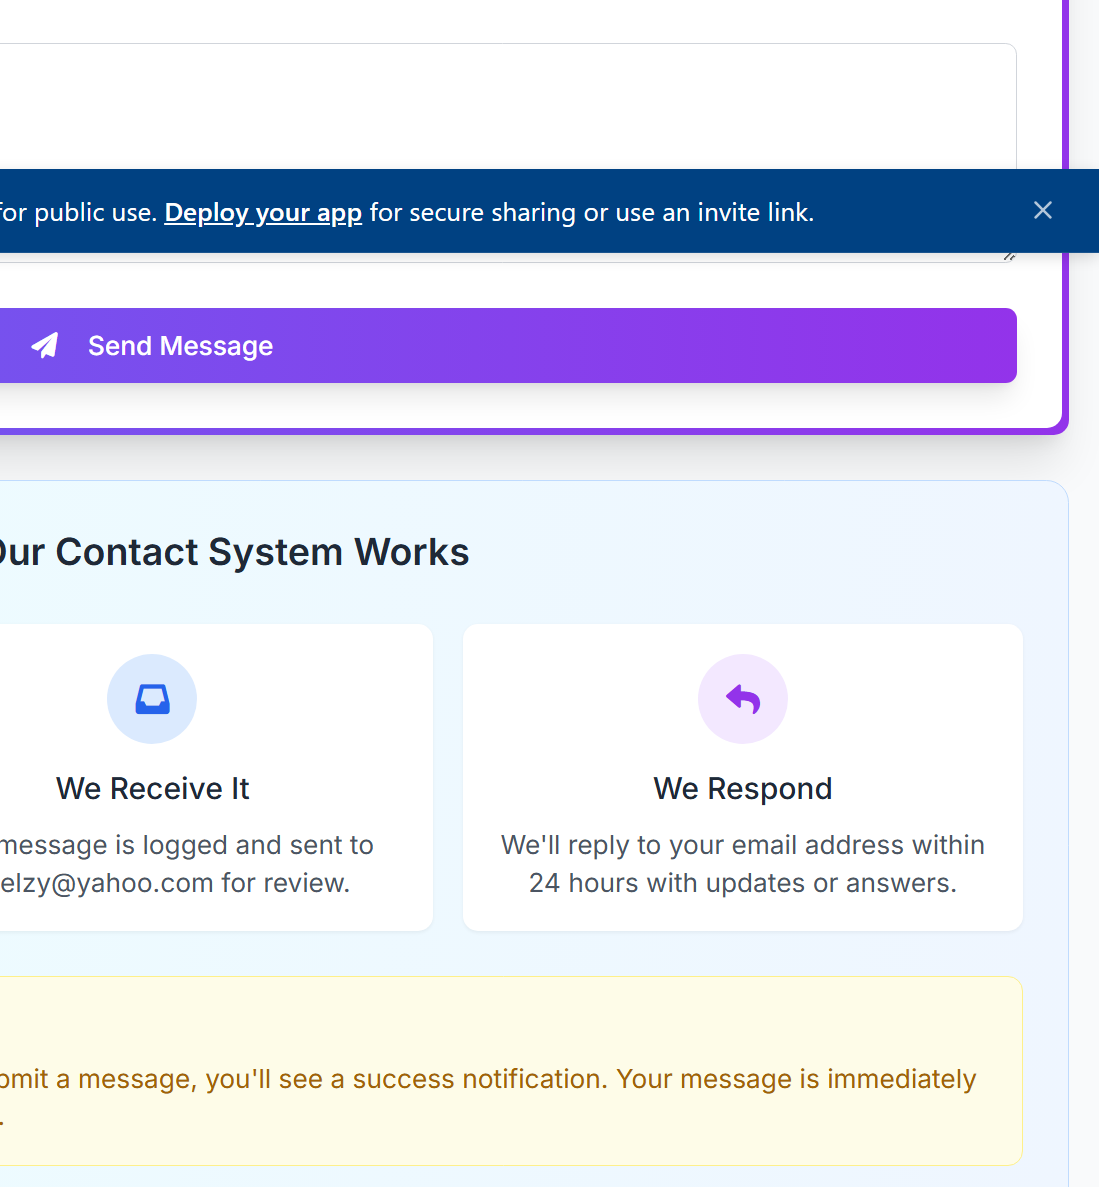 for public use. Deploy your app for secure sharing or use an invite link.
Send Message
Our Contact System Works
We Receive It
message is logged and sent to
elzy@yahoo.com for review.
We Respond
We'll reply to your email address within
24 hours with updates or answers.
bmit a message, you'll see a success notification. Your message is immediately
.